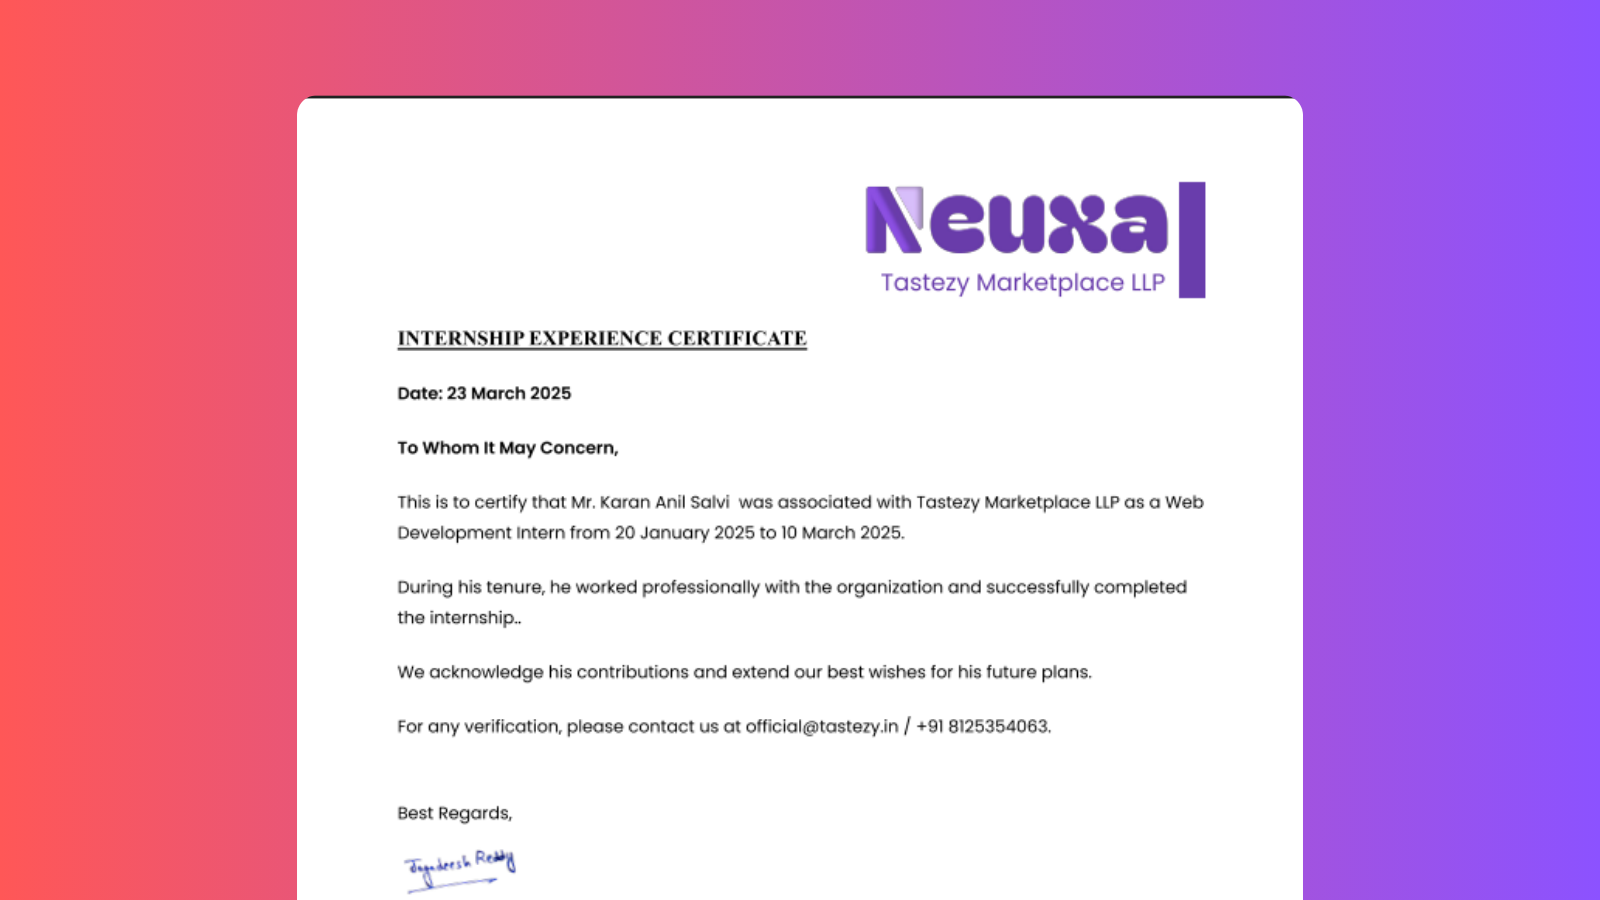 Neuxa
Tastezy Marketplace LLP
INTERNSHIP EXPERIENCE CERTIFICATE
Date: 23 March 2025
To Whom It May Concern,
This is to certify that Mr. Karan Anil Salvi  was associated with Tastezy Marketplace LLP as a Web
Development Intern from 20 January 2025 to 10 March 2025.
During his tenure, he worked professionally with the organization and successfully completed
the internship..
We acknowledge his contributions and extend our best wishes for his future plans.
For any verification, please contact us at official@tastezy.in / +91 8125354063.
Best Regards,
Jagadeesh Reddy